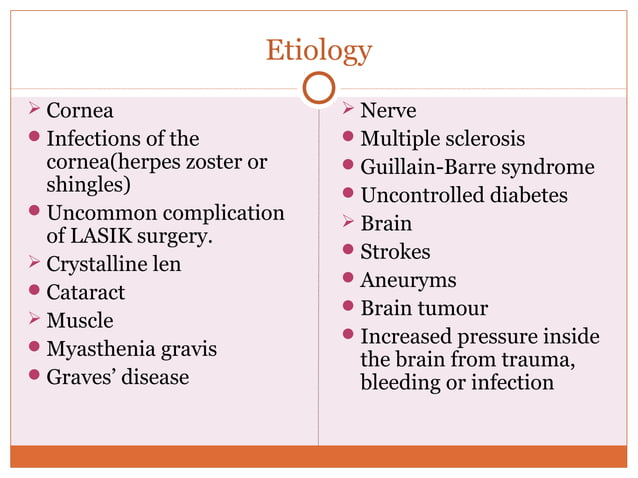 Etiology
Cornea
Infections of the
cornea(herpes zoster or
shingles)
Uncommon complication
of LASIK surgery.
Crystalline len
Cataract
Muscle
Myasthenia gravis
Graves’ disease
Nerve
Multiple sclerosis
Guillain-Barre syndrome
Uncontrolled diabetes
Brain
Strokes
Aneuryms
Brain tumour
Increased pressure inside
the brain from trauma,
bleeding or infection